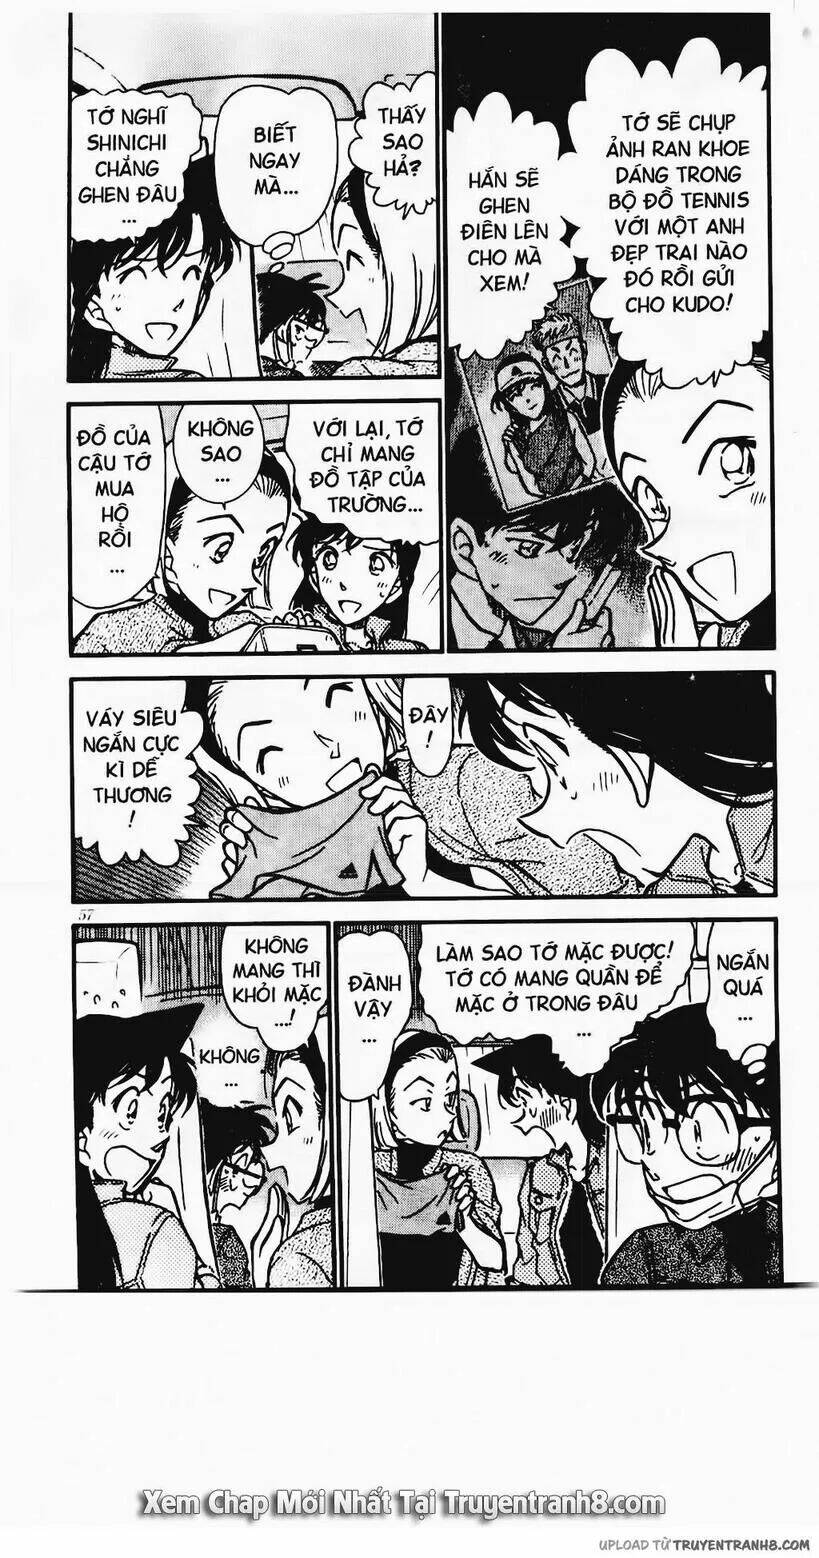 TỚ SẼ CHỤP
ẢNH RAN KHOE
DÁNG TRONG
BỘ ĐỒ TENNIS
VỚI MỘT ANH
ĐẸP TRAI NÀO
ĐÓ RỒI GỬI
CHO KUDO!
HẮN SẼ
GHEN
ĐIÊN LÊN
CHO MÀ
XEM!
THẤY
SAO
HẢ?
BIẾT
NGAY
MÀ...
TỚ NGHĨ
SHINICHI
CHẲNG
GHEN ĐÂU
...
VỚI LẠI, TỚ
CHỈ MANG
ĐỒ TẬP CỦA
TRƯỜNG...
KHÔNG
SAO
...
ĐỒ CỦA
CẬU TỚ
MUA
HỘ
RỒI
...
ĐÂY
!
VÁY SIÊU
NGẮN CỰC
KÌ DỄ
THƯƠNG
!
57
NGẮN
QUÁ
...
LÀM SAO TỚ MẶC ĐƯỢC!
TỚ CÓ MANG QUẦN ĐỂ
MẶC Ở TRONG ĐÂU
...
ĐÀNH
VẬY
...
KHÔNG
MANG THÌ
KHỎI MẶC
...!
KHÔNG
...
Xem Chap Mới Nhất Tại Truyentranh8.com
UPLOAD TỪ TRUYENTRANH8.COM